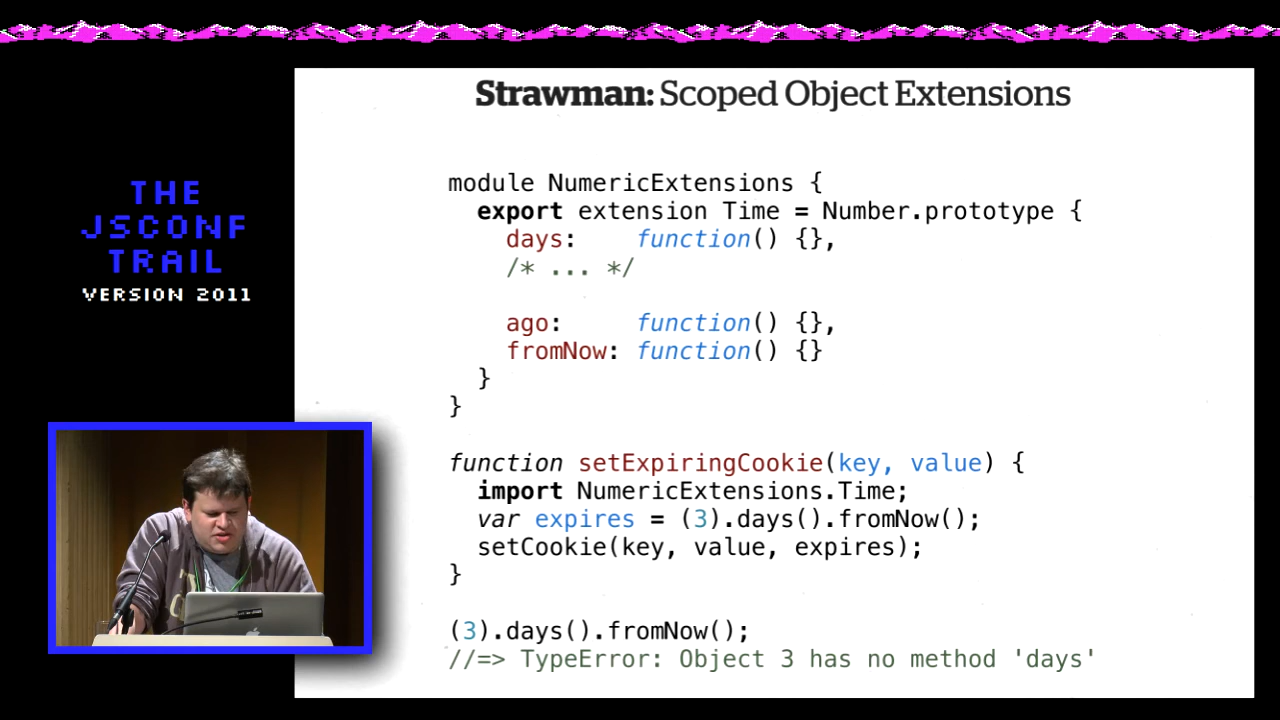 THE
JSCONF
TRAIL
VERSION 2011
Strawman: Scoped Object Extensions
module NumericExtensions {
  export extension Time = Number.prototype {
    days:     function() {},
    /* ... */
    ago:      function() {},
    fromNow: function() {}
  }
}
function setExpiringCookie(key, value) {
  import NumericExtensions.Time;
  var expires = (3).days().fromNow();
  setCookie(key, value, expires);
}
(3).days().fromNow();
//=> TypeError: Object 3 has no method 'days'